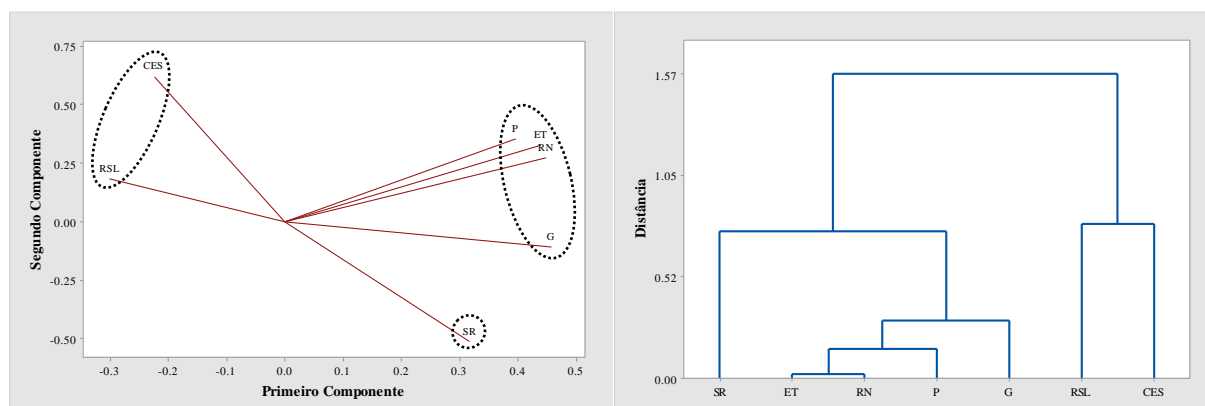 0.75
0.50
0.25
0.00
-0.25
-0.50
Segundo Componente
CES
RSL
P
ET
RN
G
SR
-0.3 -0.2 -0.1 0.0 0.1 0.2 0.3 0.4 0.5
Primeiro Componente
1.57
1.05
0.52
0.00
Distância
SR ET RN P G RSL CES